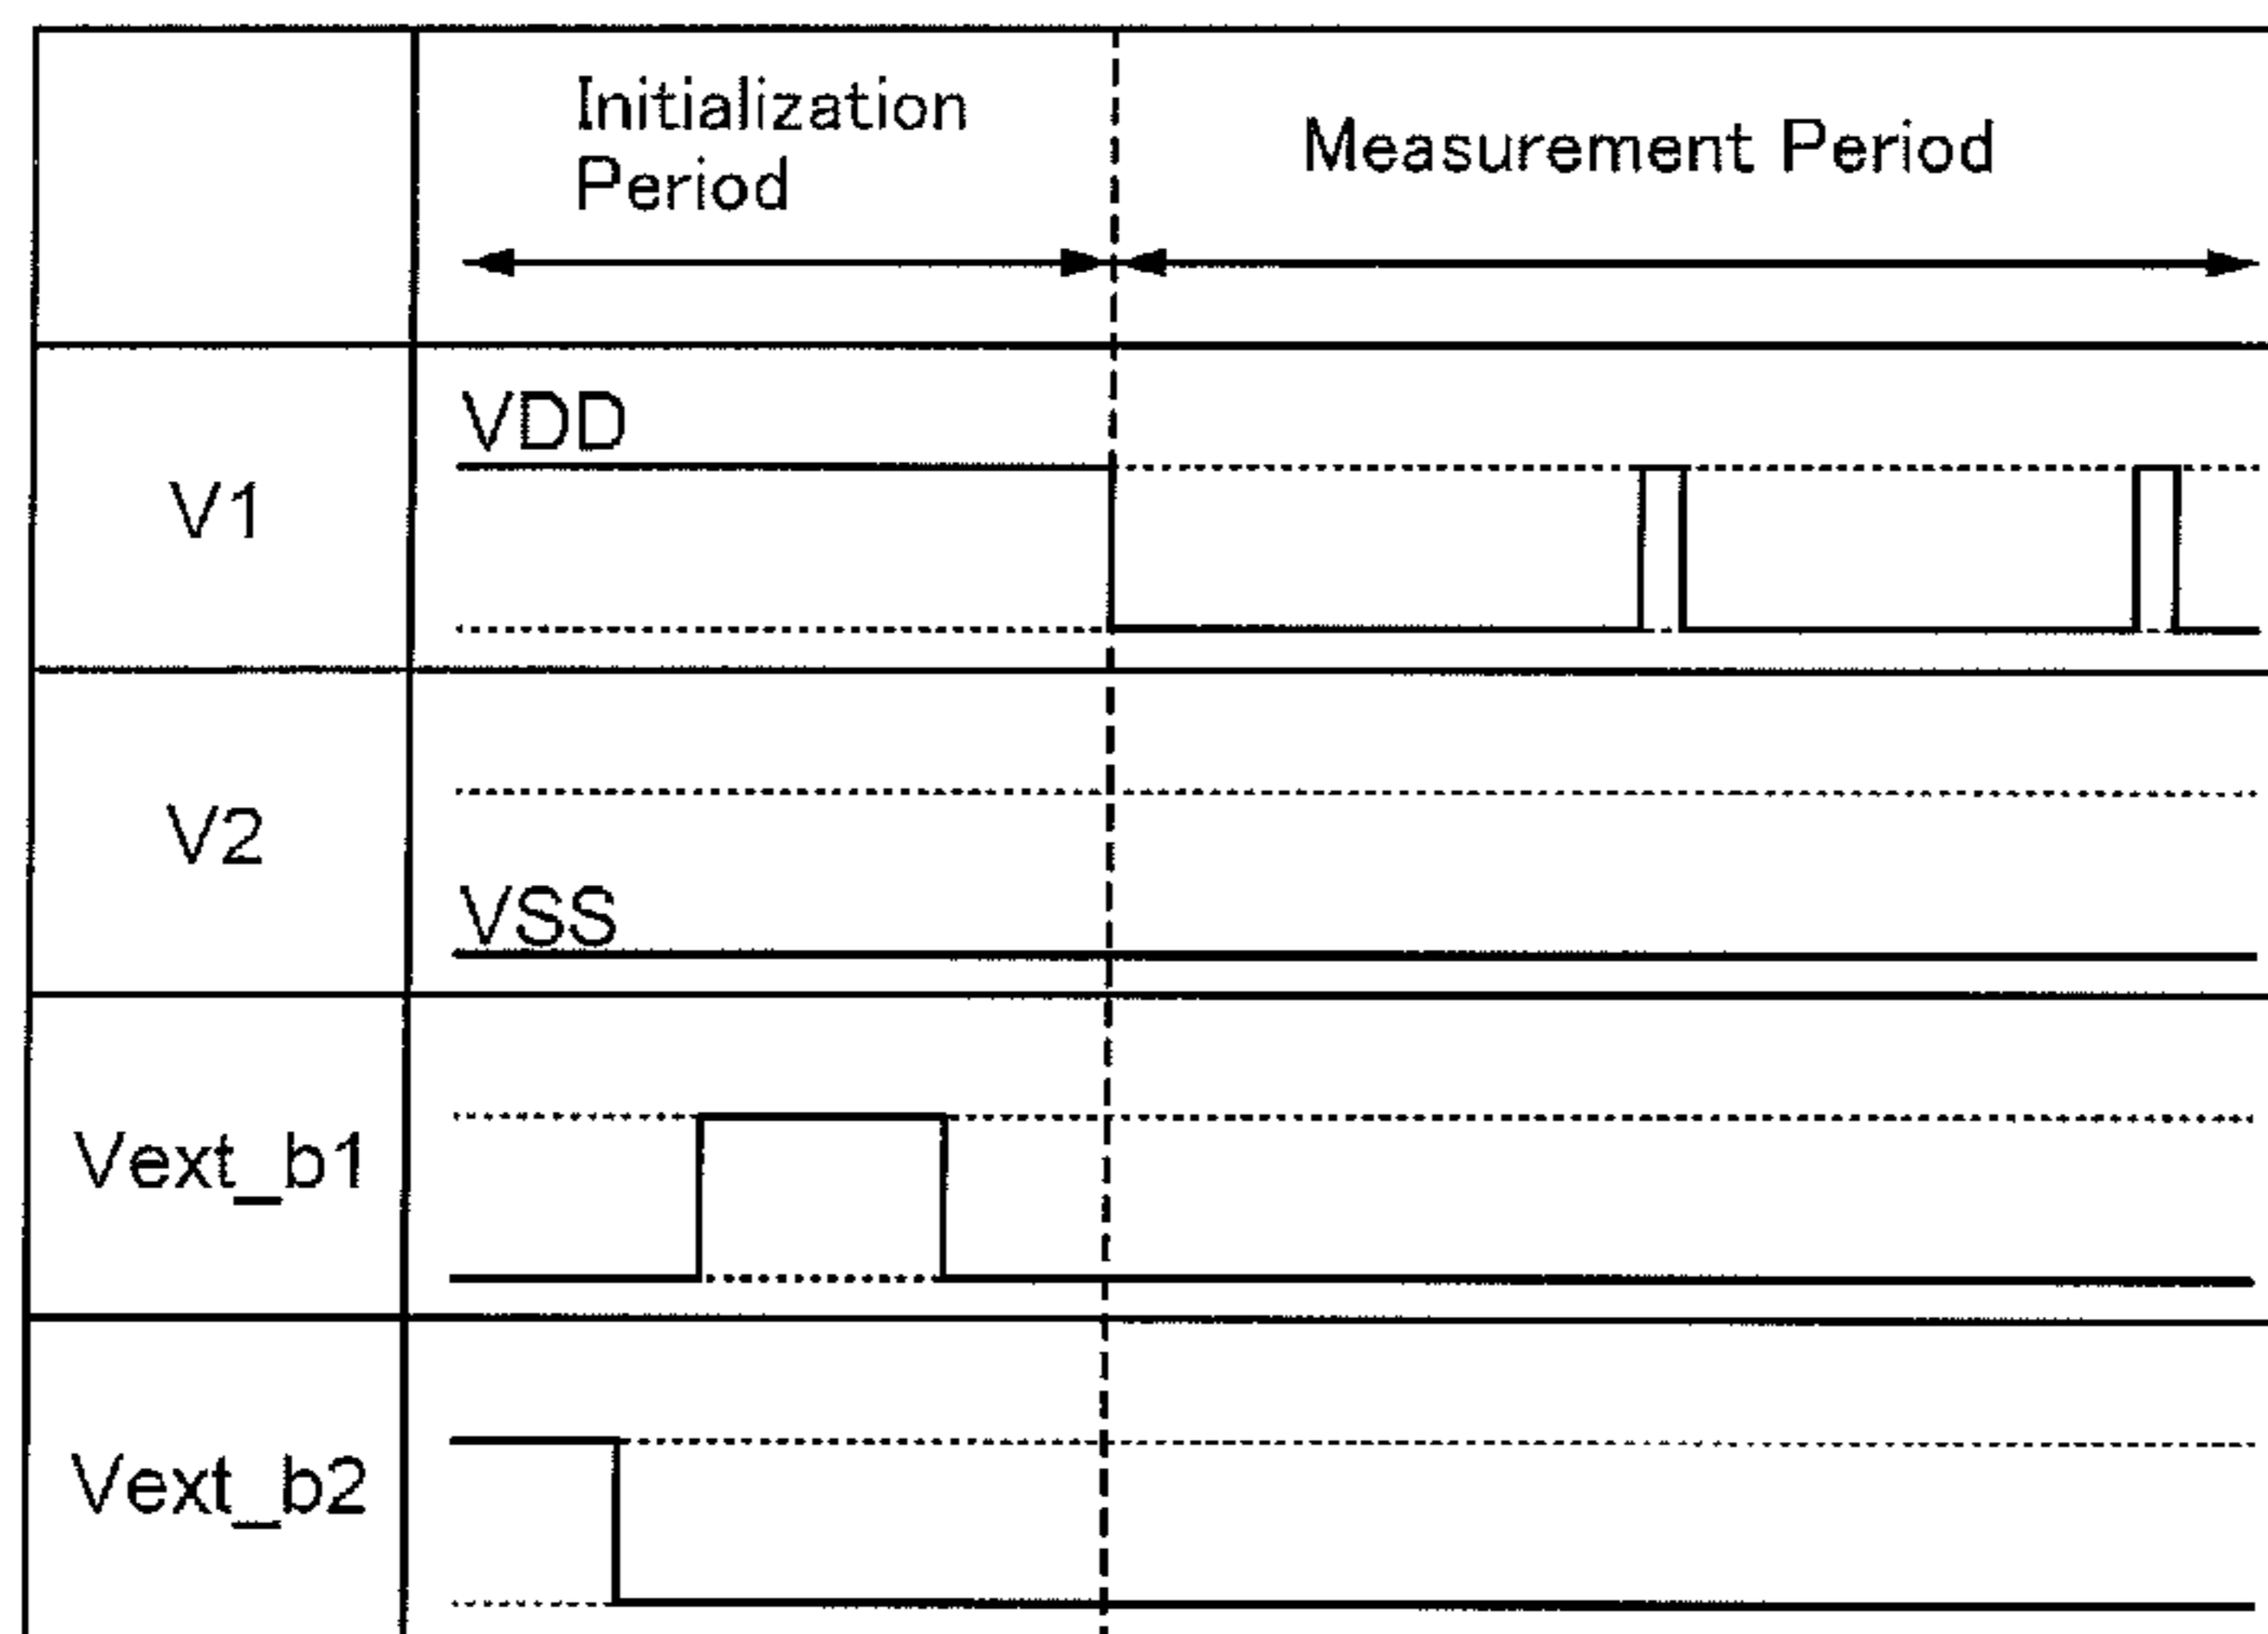 Initialization
Period
Measurement Period
VDD
V1
V2
VSS
Vext_b1
Vext_b2